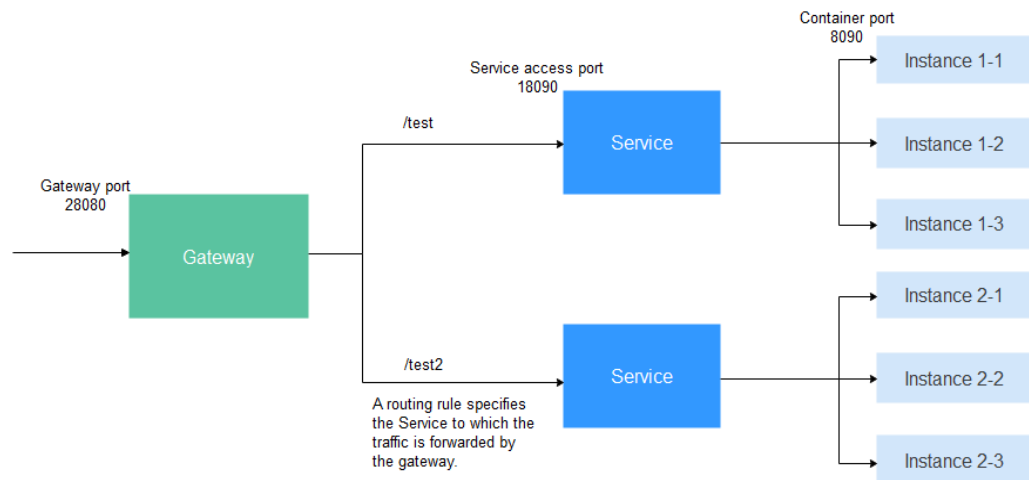 Container port
8090
Instance 1-1
Service access port
18090
/test
Service
Instance 1-2
Gateway port
28080
Instance 1-3
Gateway
Instance 2-1
/test2
Service
Instance 2-2
A routing rule specifies
the Service to which the
traffic is forwarded by
the gateway.
Instance 2-3